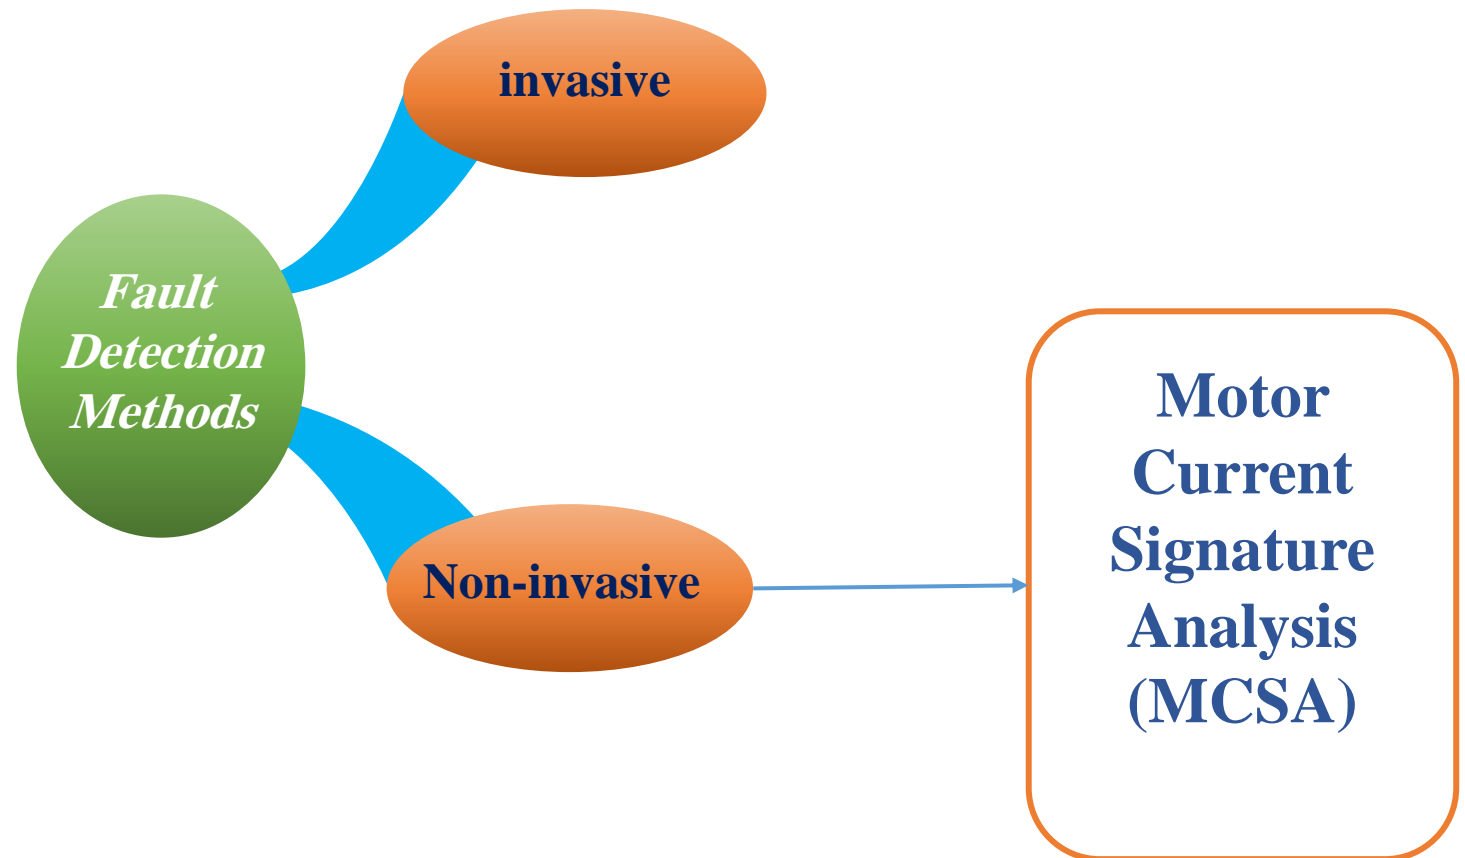 invasive
Fault
Detection
Methods
Non-invasive
Motor
Current
Signature
Analysis
(MCSA)